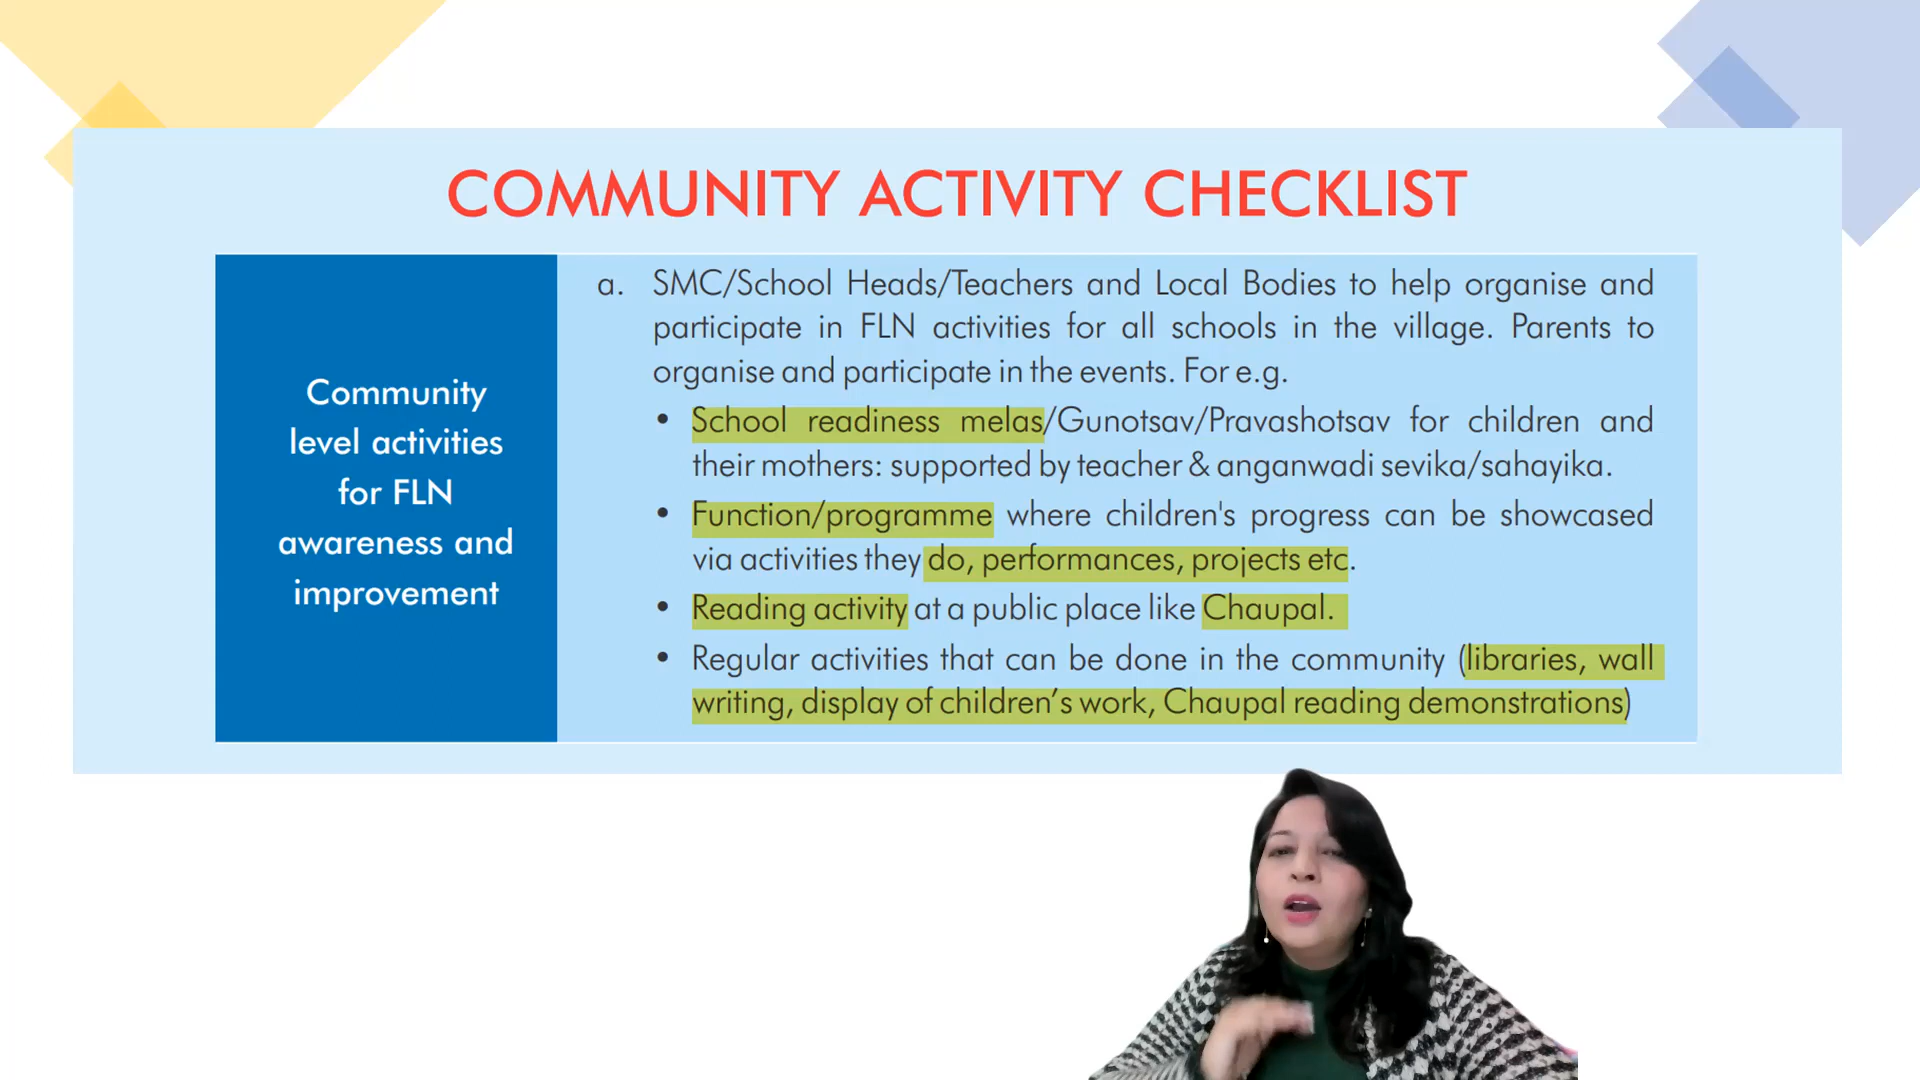 COMMUNITY ACTIVITY CHECKLIST
Community
level activities
for FLN
awareness and
improvement
a. SMC/School Heads/Teachers and Local Bodies to help organise and
participate in FLN activities for all schools in the village. Parents to
organise and participate in the events. For e.g.
• School readiness melas/Gunotsav/Pravashotsav for children and
their mothers: supported by teacher & anganwadi sevika/sahayika.
• Function/programme where children's progress can be showcased
via activities they do, performances, projects etc.
• Reading activity at a public place like Chaupal.
• Regular activities that can be done in the community (libraries, wall
writing, display of children’s work, Chaupal reading demonstrations)